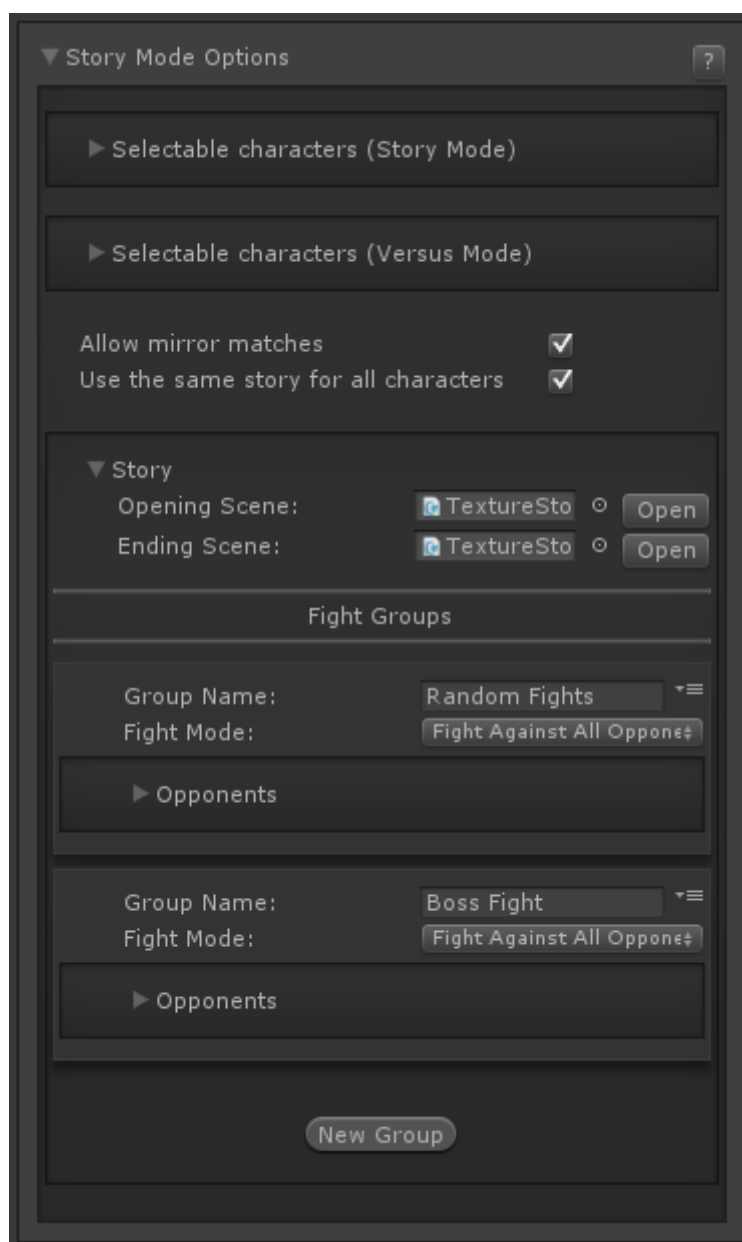 Story Mode Options ?
Selectable characters (Story Mode)
Selectable characters (Versus Mode)
Allow mirror matches
Use the same story for all characters
Story
Opening Scene: TextureSto Open
Ending Scene: TextureSto Open
Fight Groups
Group Name: Random Fights
Fight Mode: Fight Against All Oppone
Opponents
Group Name: Boss Fight
Fight Mode: Fight Against All Oppone
Opponents
New Group